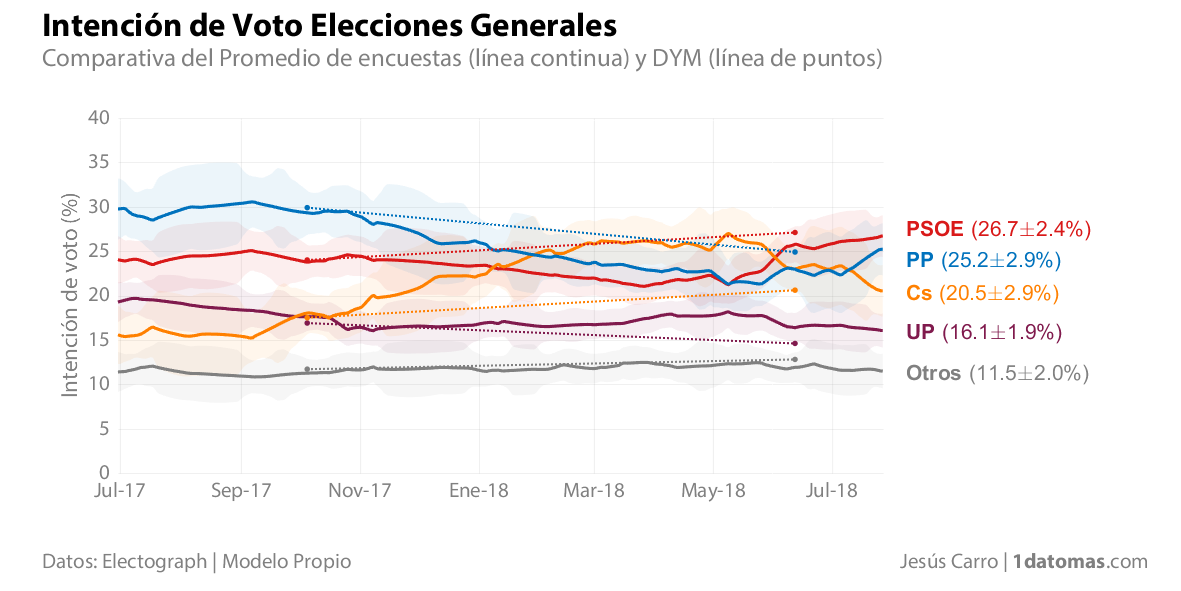 Intención de Voto Elecciones Generales
Comparativa del Promedio de encuestas (línea continua) y DYM (línea de puntos)
Intención de voto (%)
40
35
30
25
20
15
10
5
0
Jul-17 Sep-17 Nov-17 Ene-18 Mar-18 May-18 Jul-18
PSOE (26.7±2.4%)
PP (25.2±2.9%)
Cs (20.5±2.9%)
UP (16.1±1.9%)
Otros (11.5±2.0%)
Datos: Electograph | Modelo Propio
Jesús Carro | 1datomas.com